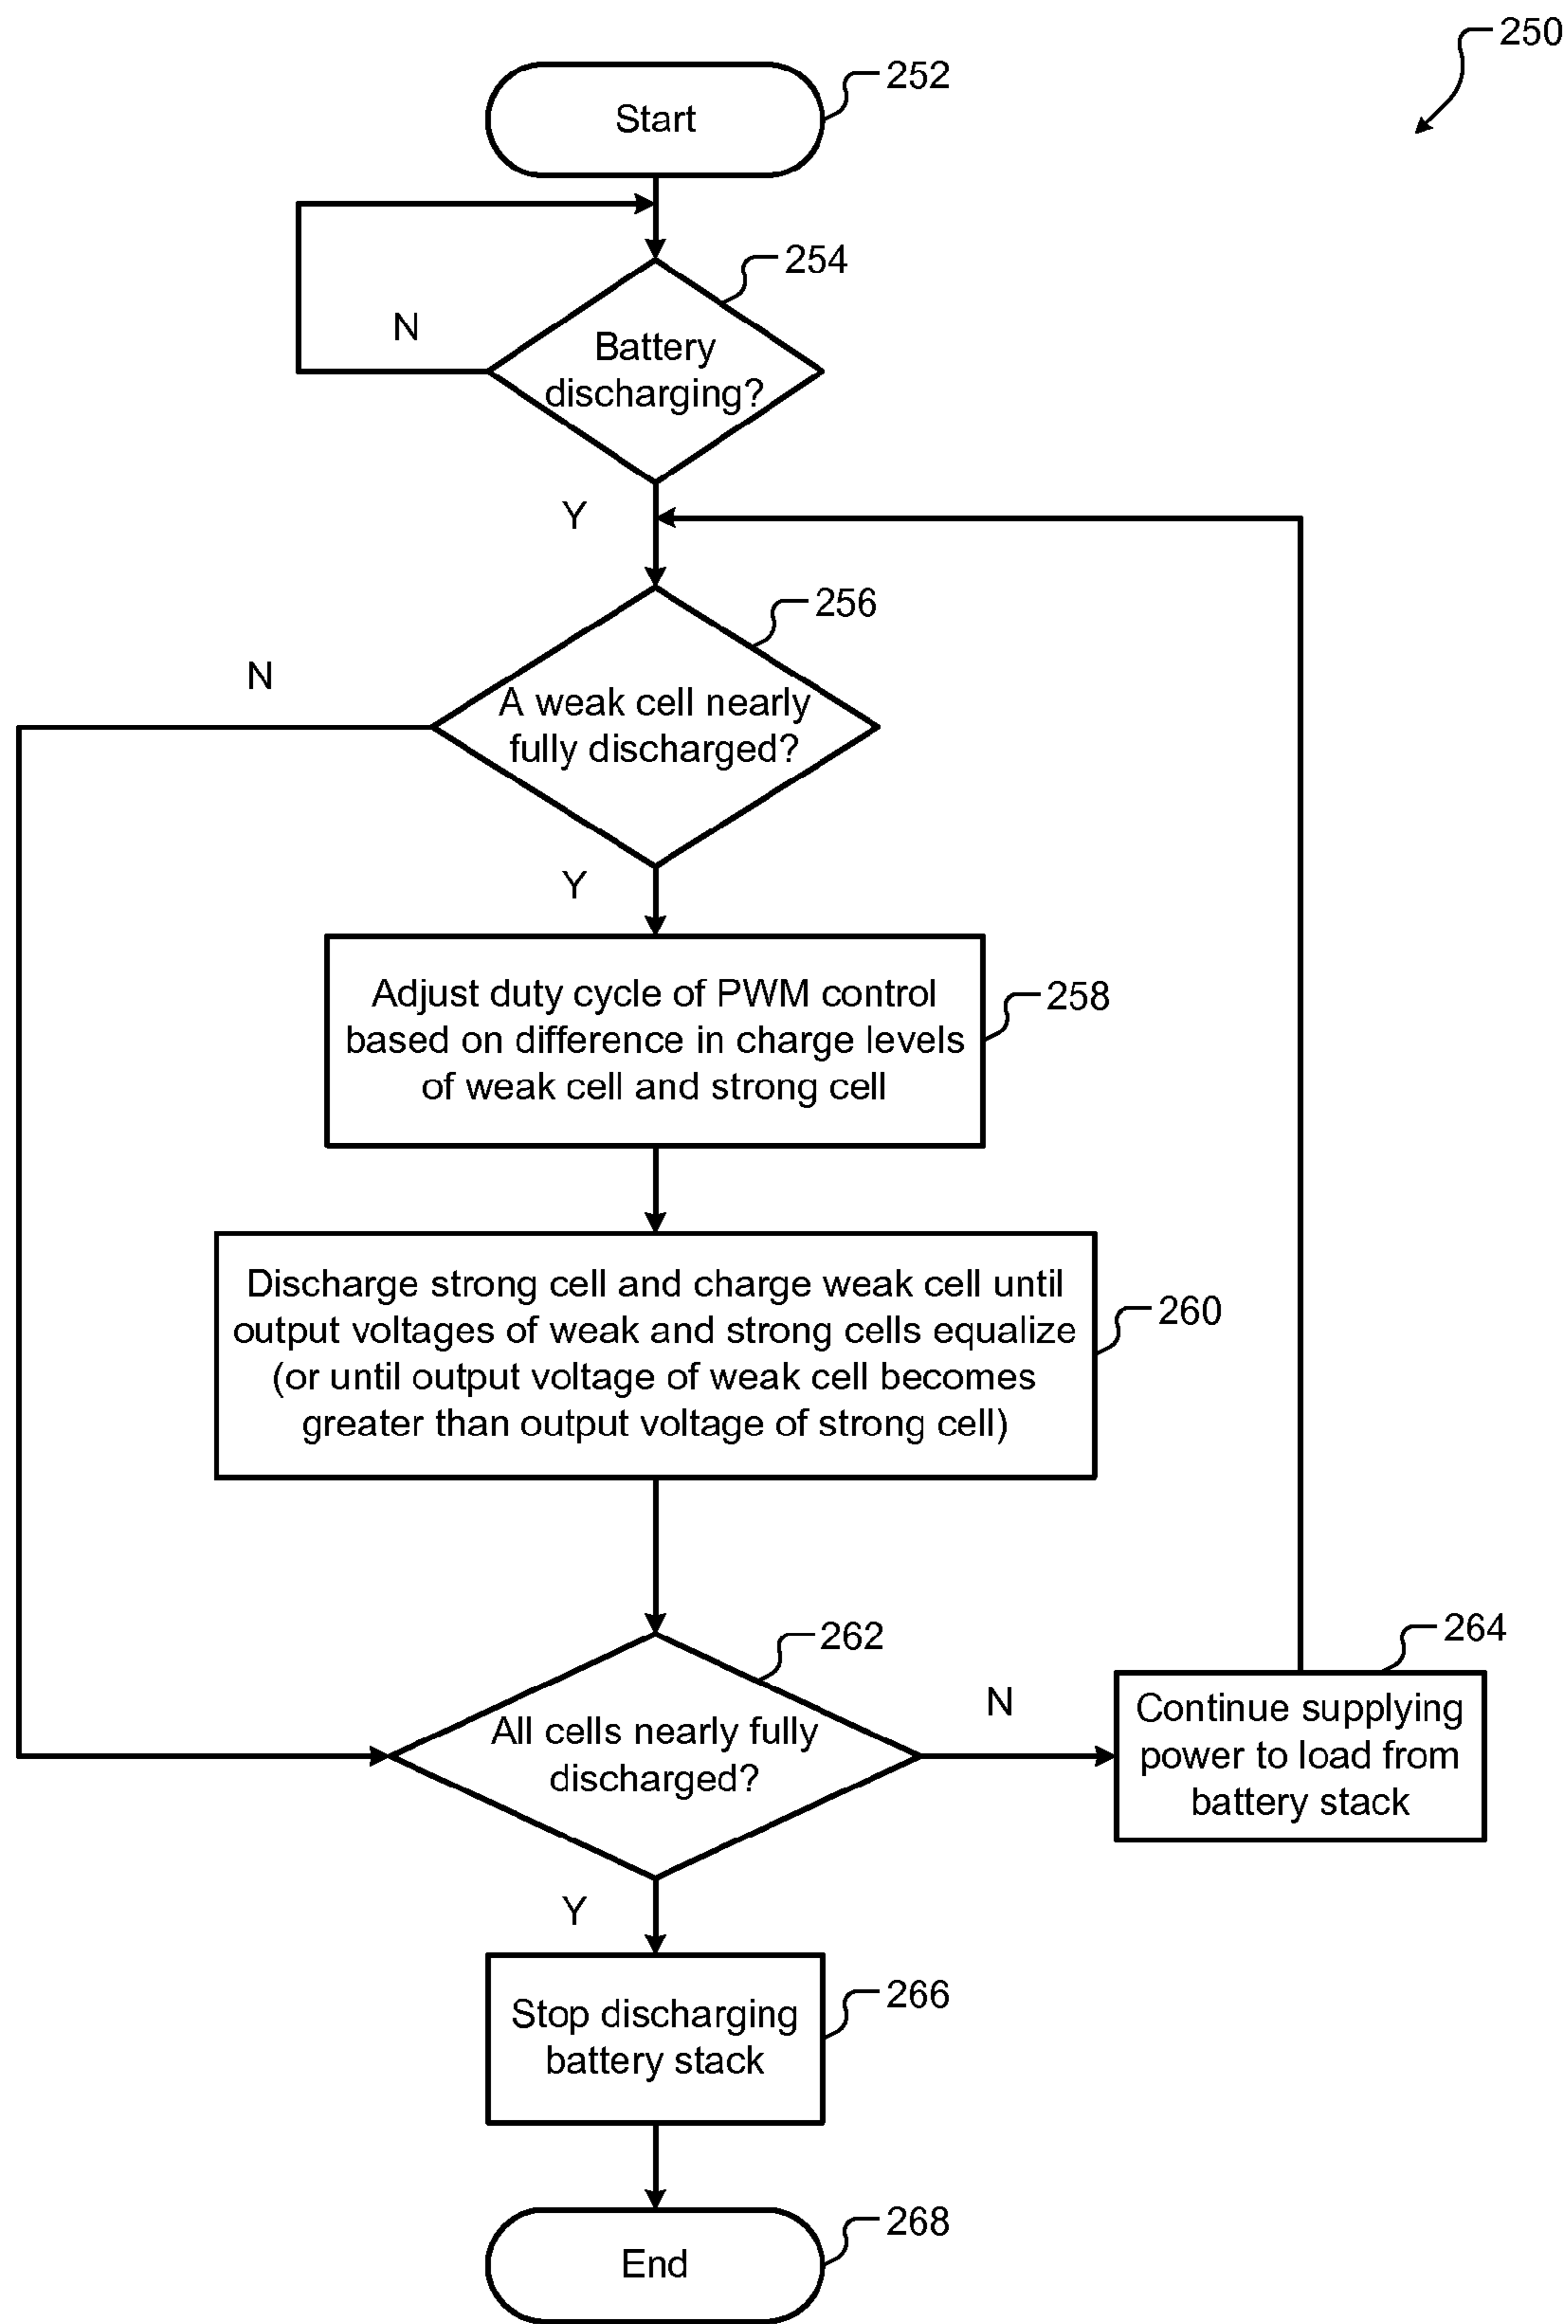 250
252
Start
254
N
Battery
discharging?
Y
256
N
A weak cell nearly
fully discharged?
Y
Adjust duty cycle of PWM control
based on difference in charge levels
of weak cell and strong cell
258
Discharge strong cell and charge weak cell until
output voltages of weak and strong cells equalize
(or until output voltage of weak cell becomes
greater than output voltage of strong cell)
260
262
264
N
All cells nearly fully
discharged?
Continue supplying
power to load from
battery stack
Y
266
Stop discharging
battery stack
268
End